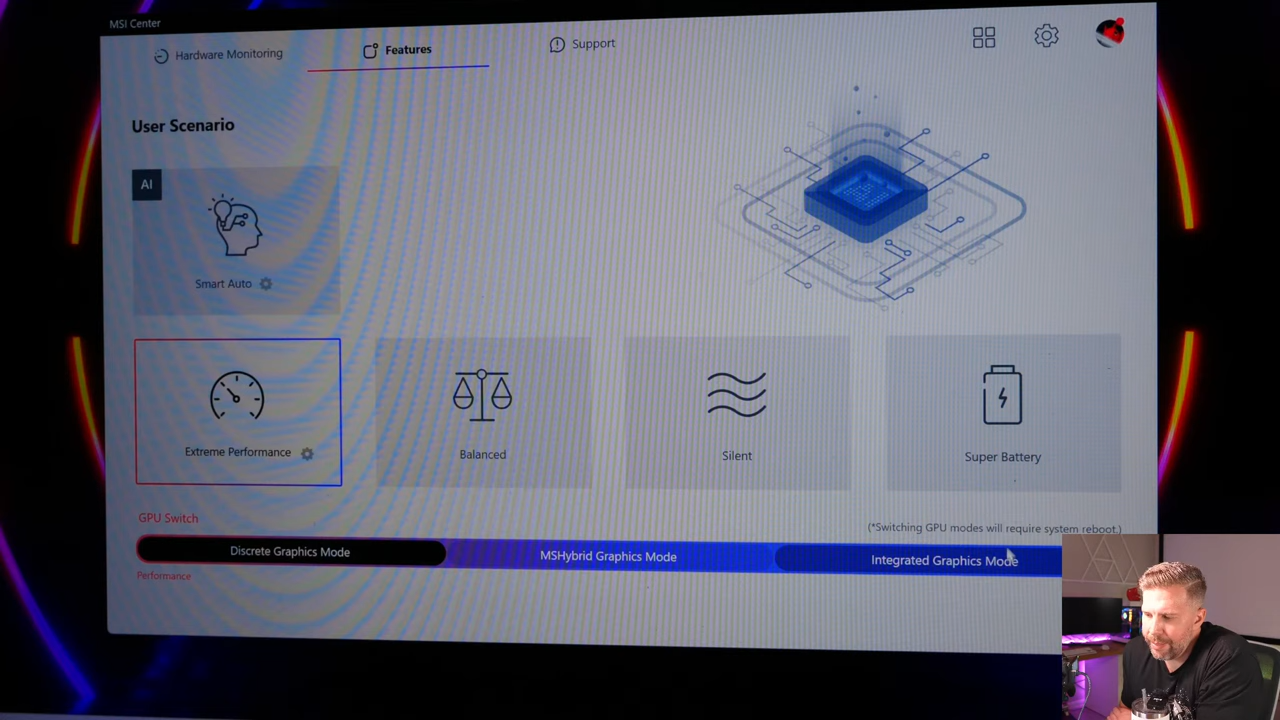 MSI Center
Hardware Monitoring
Features
Support
User Scenario
AI
Smart Auto
Extreme Performance
Balanced
Silent
Super Battery
GPU Switch
(*Switching GPU modes will require system reboot.)
Discrete Graphics Mode
MSHybrid Graphics Mode
Integrated Graphics Mode
Performance